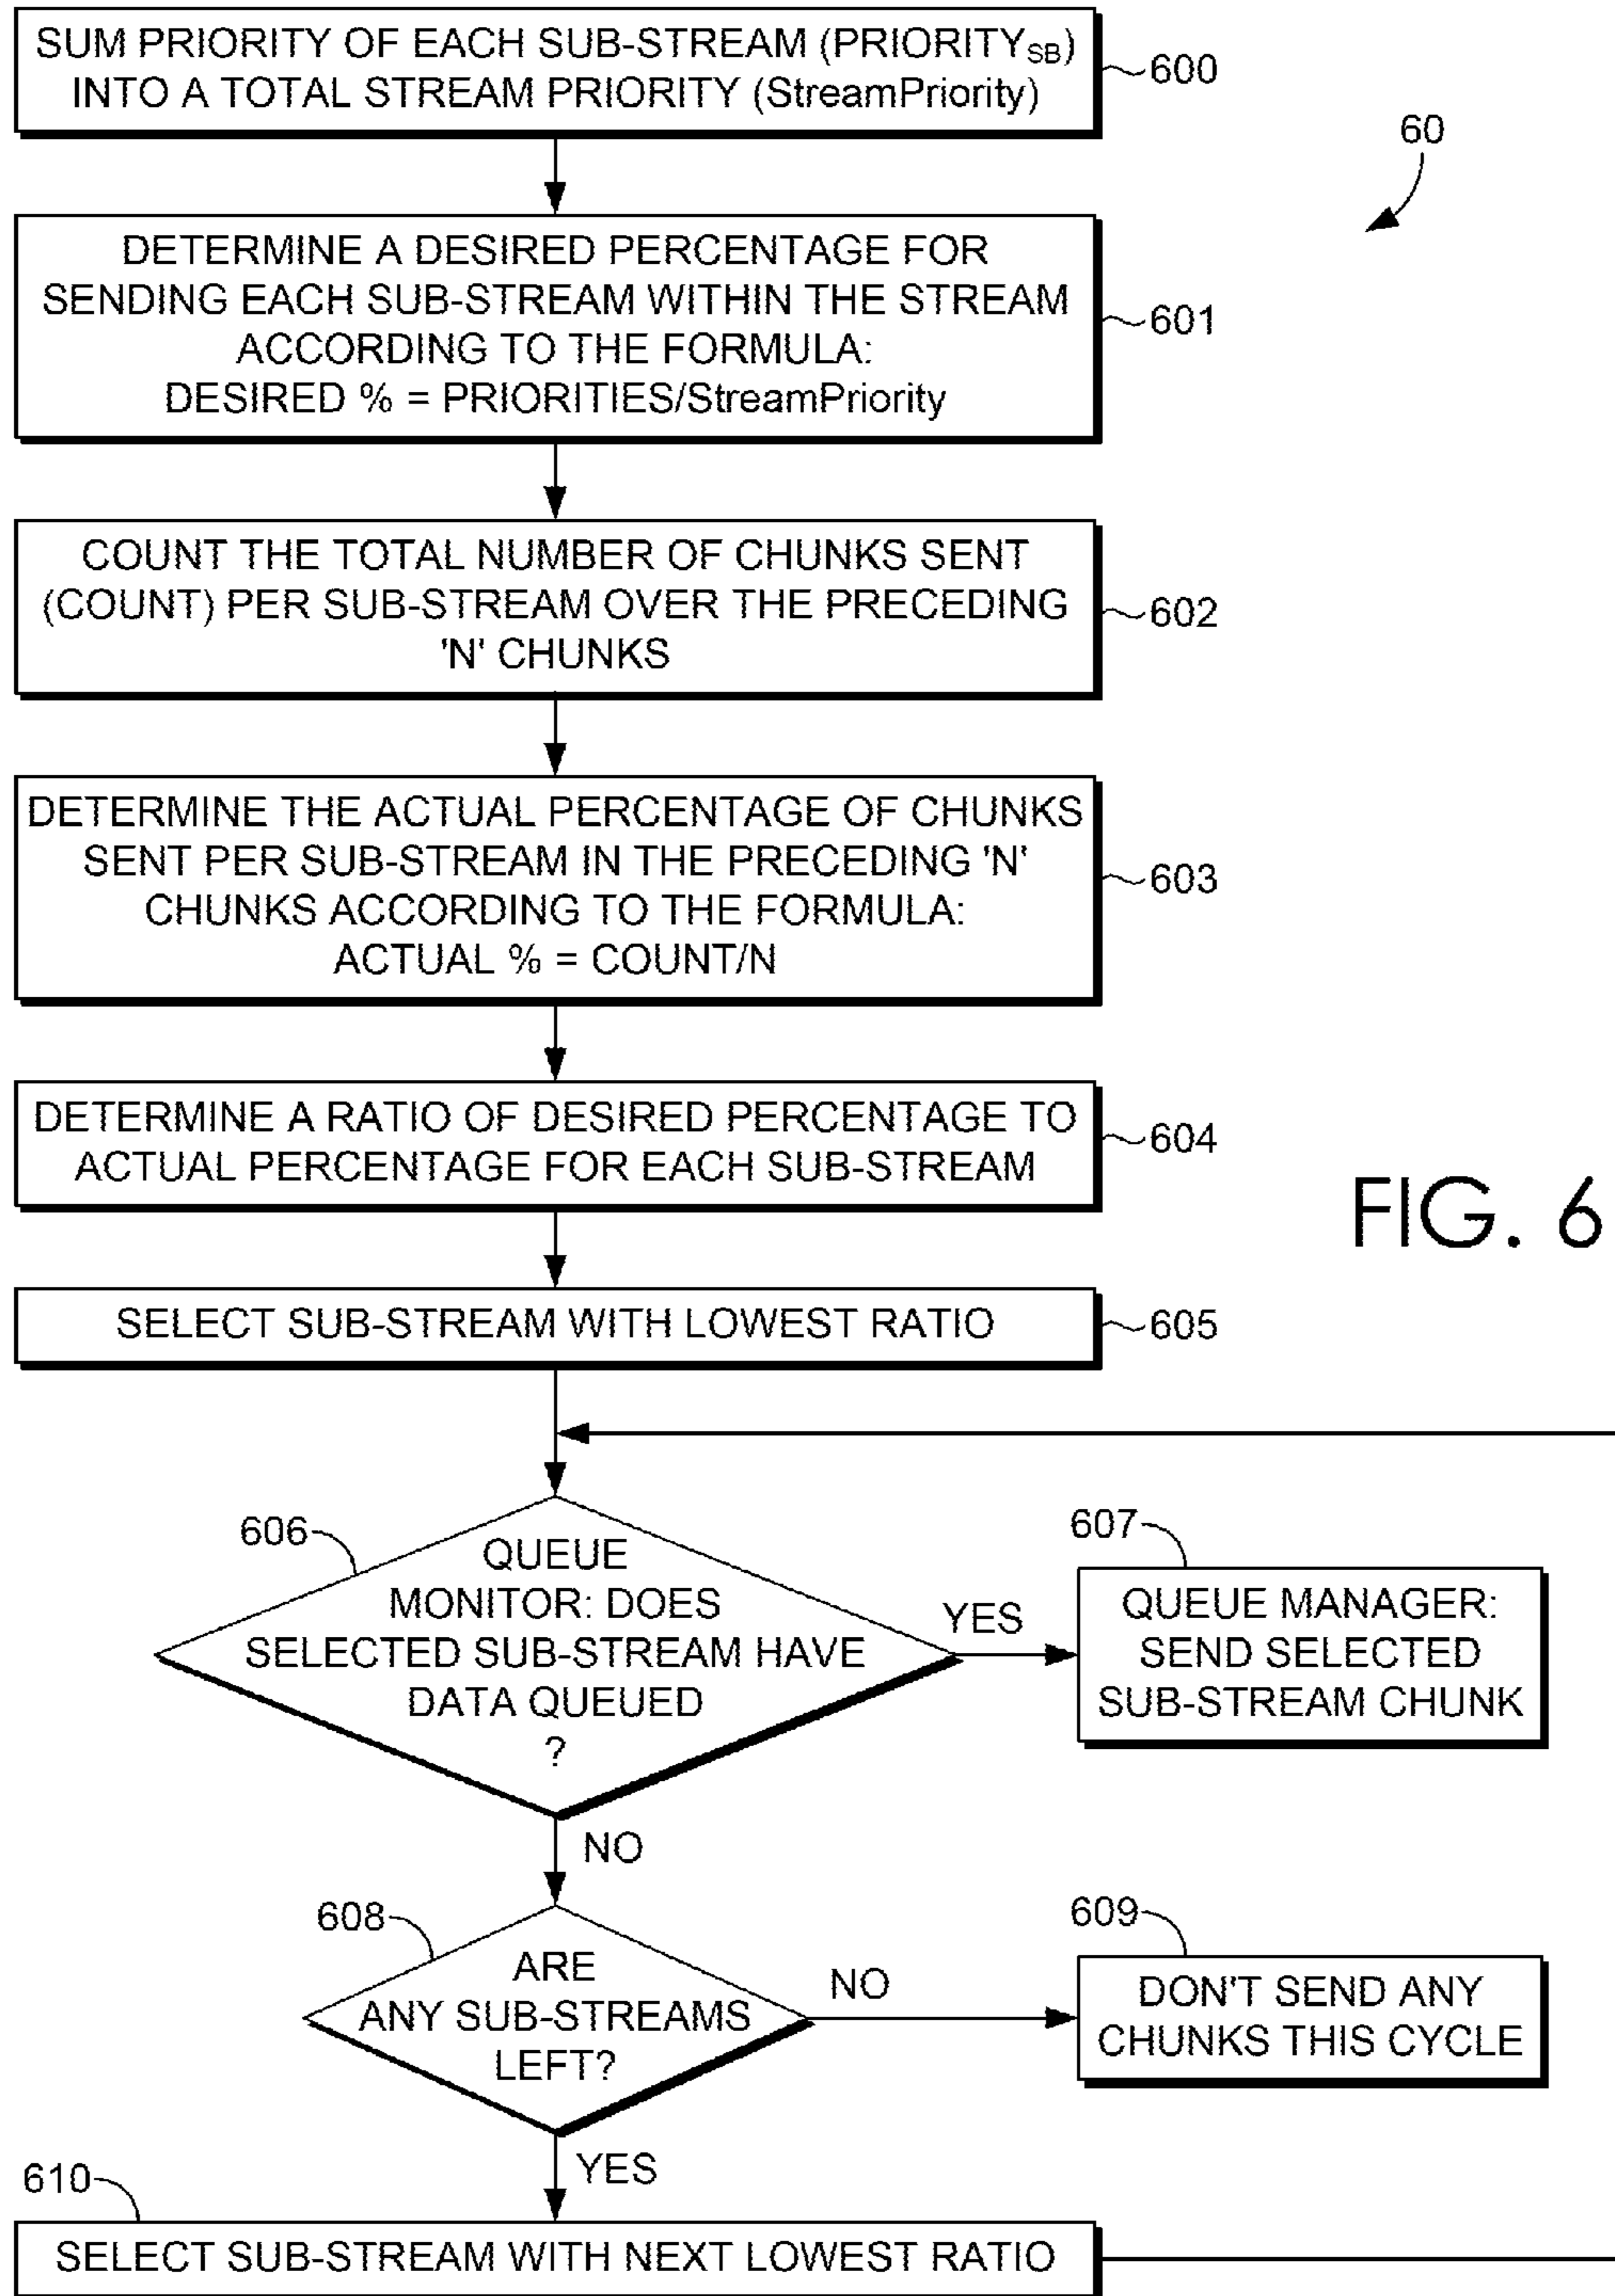 SUM PRIORITY OF EACH SUB-STREAM (PRIORITYSB)
INTO A TOTAL STREAM PRIORITY (StreamPriority)
600
60
DETERMINE A DESIRED PERCENTAGE FOR
SENDING EACH SUB-STREAM WITHIN THE STREAM
ACCORDING TO THE FORMULA:
DESIRED % = PRIORITIES/StreamPriority
601
COUNT THE TOTAL NUMBER OF CHUNKS SENT
(COUNT) PER SUB-STREAM OVER THE PRECEDING
'N' CHUNKS
602
DETERMINE THE ACTUAL PERCENTAGE OF CHUNKS
SENT PER SUB-STREAM IN THE PRECEDING 'N'
CHUNKS ACCORDING TO THE FORMULA:
ACTUAL % = COUNT/N
603
DETERMINE A RATIO OF DESIRED PERCENTAGE TO
ACTUAL PERCENTAGE FOR EACH SUB-STREAM
604
FIG. 6
SELECT SUB-STREAM WITH LOWEST RATIO
605
606
QUEUE
MONITOR: DOES
SELECTED SUB-STREAM HAVE
DATA QUEUED
?
YES
607
QUEUE MANAGER:
SEND SELECTED
SUB-STREAM CHUNK
NO
608
ARE
ANY SUB-STREAMS
LEFT?
NO
609
DON'T SEND ANY
CHUNKS THIS CYCLE
YES
610
SELECT SUB-STREAM WITH NEXT LOWEST RATIO